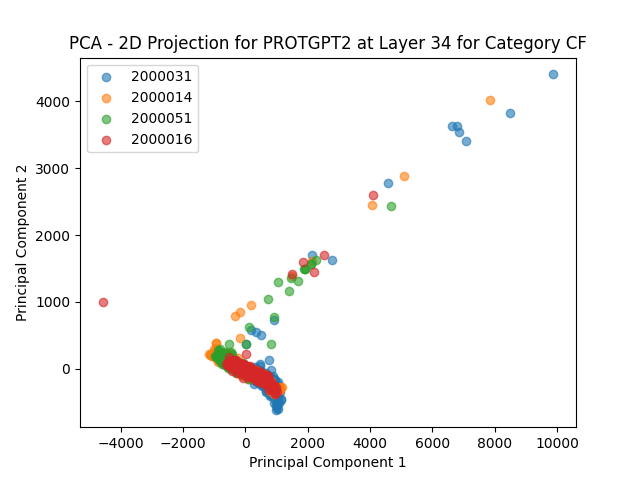 PCA - 2D Projection for PROTGPT2 at Layer 34 for Category CF
2000031
2000014
2000051
2000016
4000
3000
2000
1000
0
Principal Component 2
−4000 −2000 0 2000 4000 6000 8000 10000
Principal Component 1